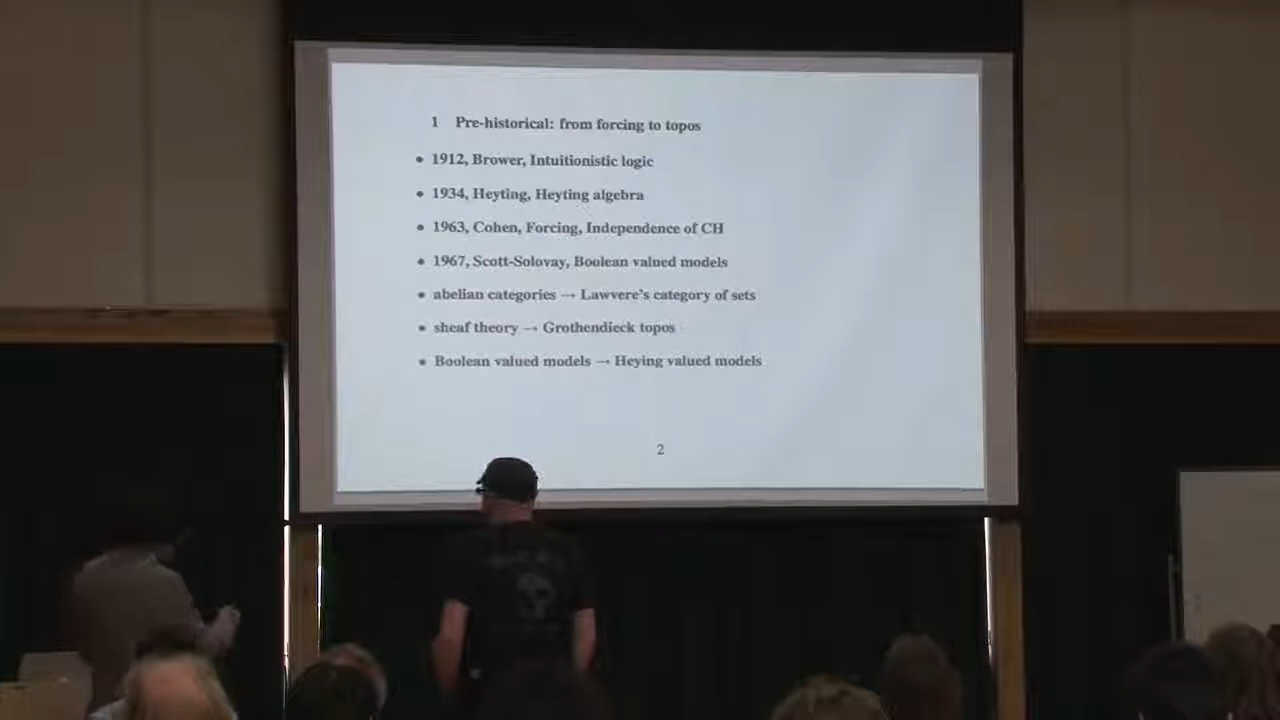 1 Pre-historical: from forcing to topos
• 1912, Brower, Intuitionistic logic
• 1934, Heyting, Heyting algebra
• 1963, Cohen, Forcing, Independence of CH
• 1967, Scott-Solovay, Boolean valued models
• abelian categories → Lawvere's category of sets
• sheaf theory → Grothendieck topos
• Boolean valued models → Heying valued models
2